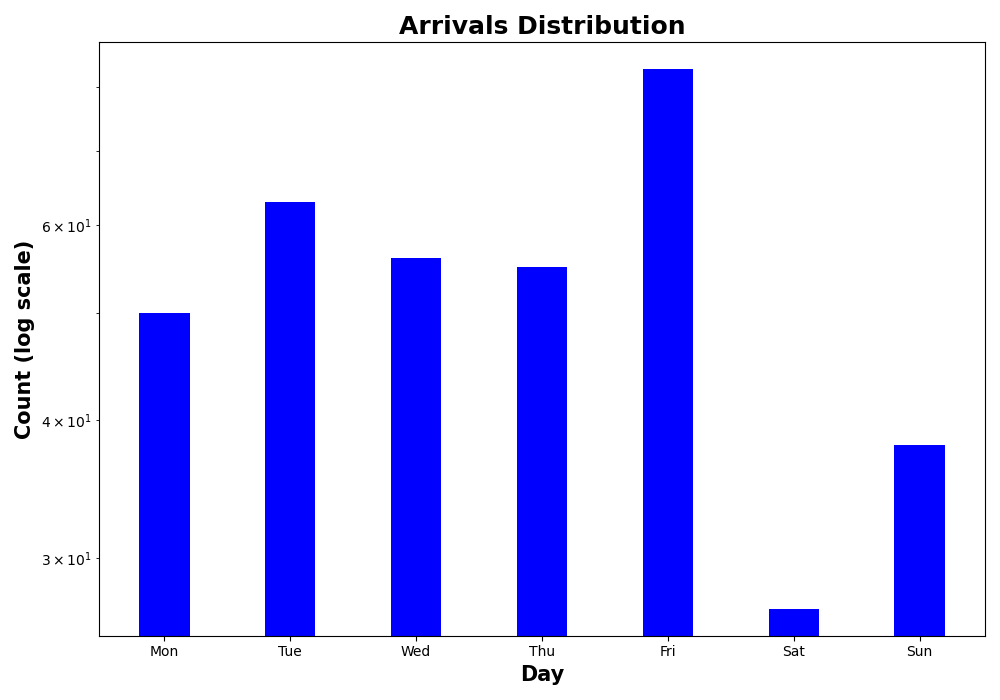 Arrivals Distribution
Count (log scale)
6 × 10¹
4 × 10¹
3 × 10¹
Mon Tue Wed Thu Fri Sat Sun
Day